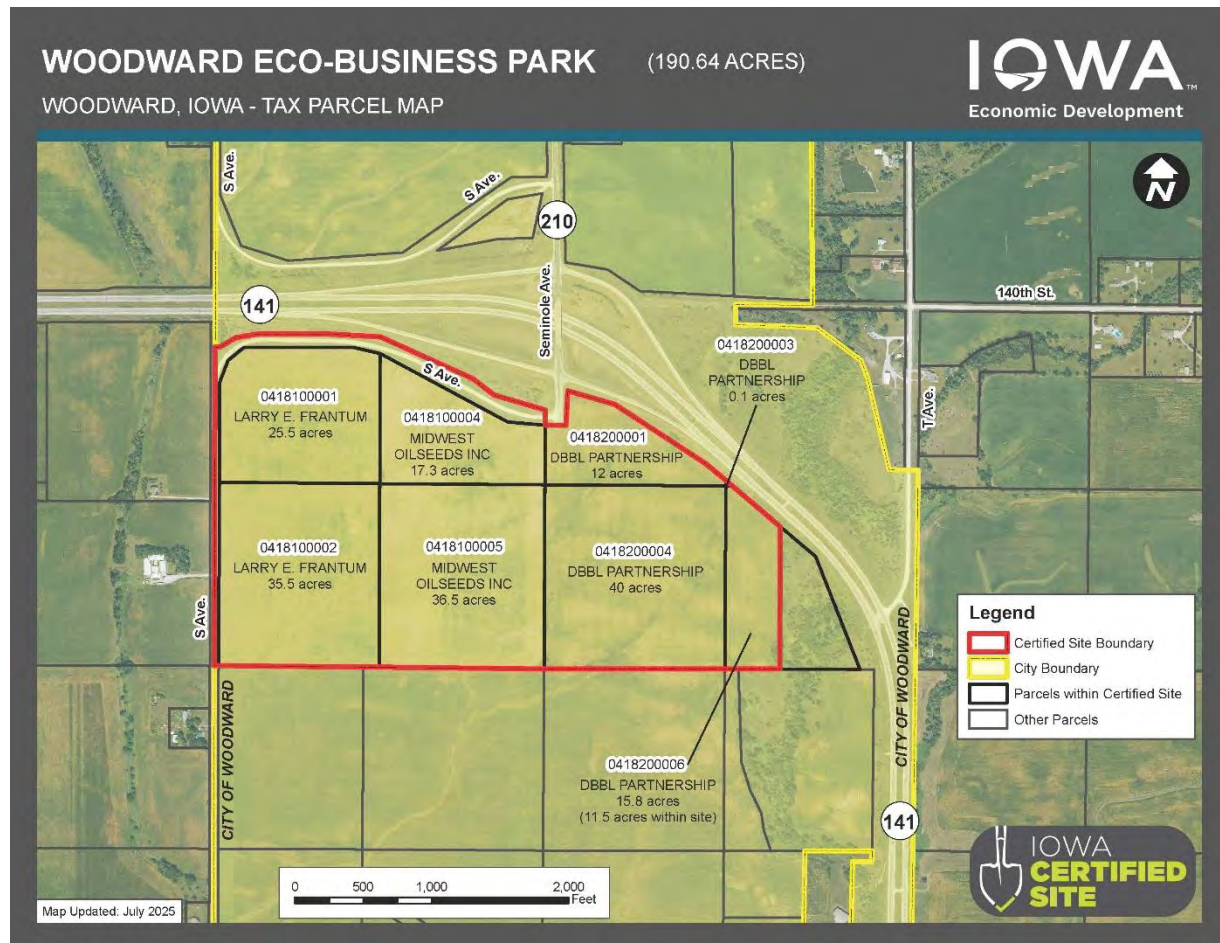 WOODWARD ECO-BUSINESS PARK (190.64 ACRES)
WOODWARD, IOWA - TAX PARCEL MAP
IOWA™
Economic Development
S Ave.
S Ave.
210
N
Seminole Ave.
141
140th St.
S Ave.
T Ave.
0418200003
DBBL
PARTNERSHIP
0.1 acres
0418100001
LARRY E. FRANTUM
25.5 acres
0418100004
MIDWEST
OILSEEDS INC
17.3 acres
0418200001
DBBL PARTNERSHIP
12 acres
0418100002
LARRY E. FRANTUM
35.5 acres
0418100005
MIDWEST
OILSEEDS INC
36.5 acres
0418200004
DBBL PARTNERSHIP
40 acres
S Ave.
CITY OF WOODWARD
CITY OF WOODWARD
0418200006
DBBL PARTNERSHIP
15.8 acres
(11.5 acres within site)
141
Legend
Certified Site Boundary
City Boundary
Parcels within Certified Site
Other Parcels
0 500 1,000 2,000
Feet
Map Updated: July 2025
IOWA
CERTIFIED
SITE